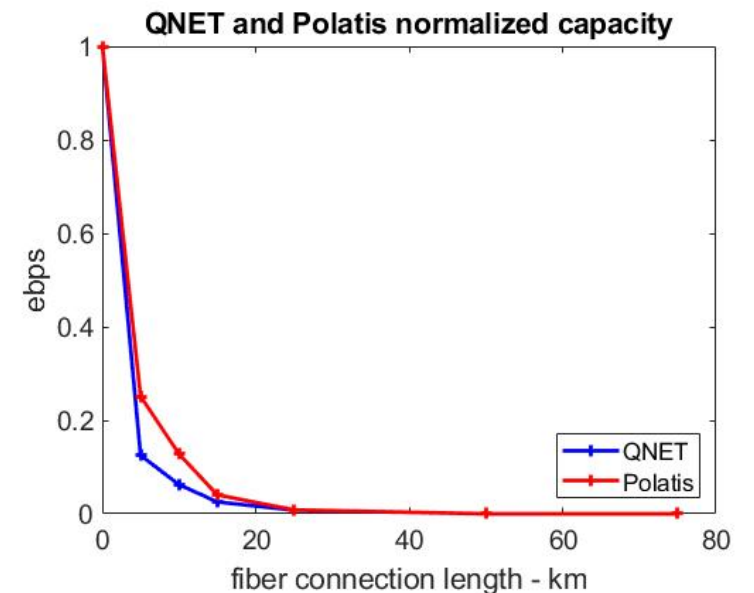 QNET and Polatis normalized capacity
1
0.8
0.6
0.4
0.2
0
ebps
0 20 40 60 80
fiber connection length - km
QNET
Polatis